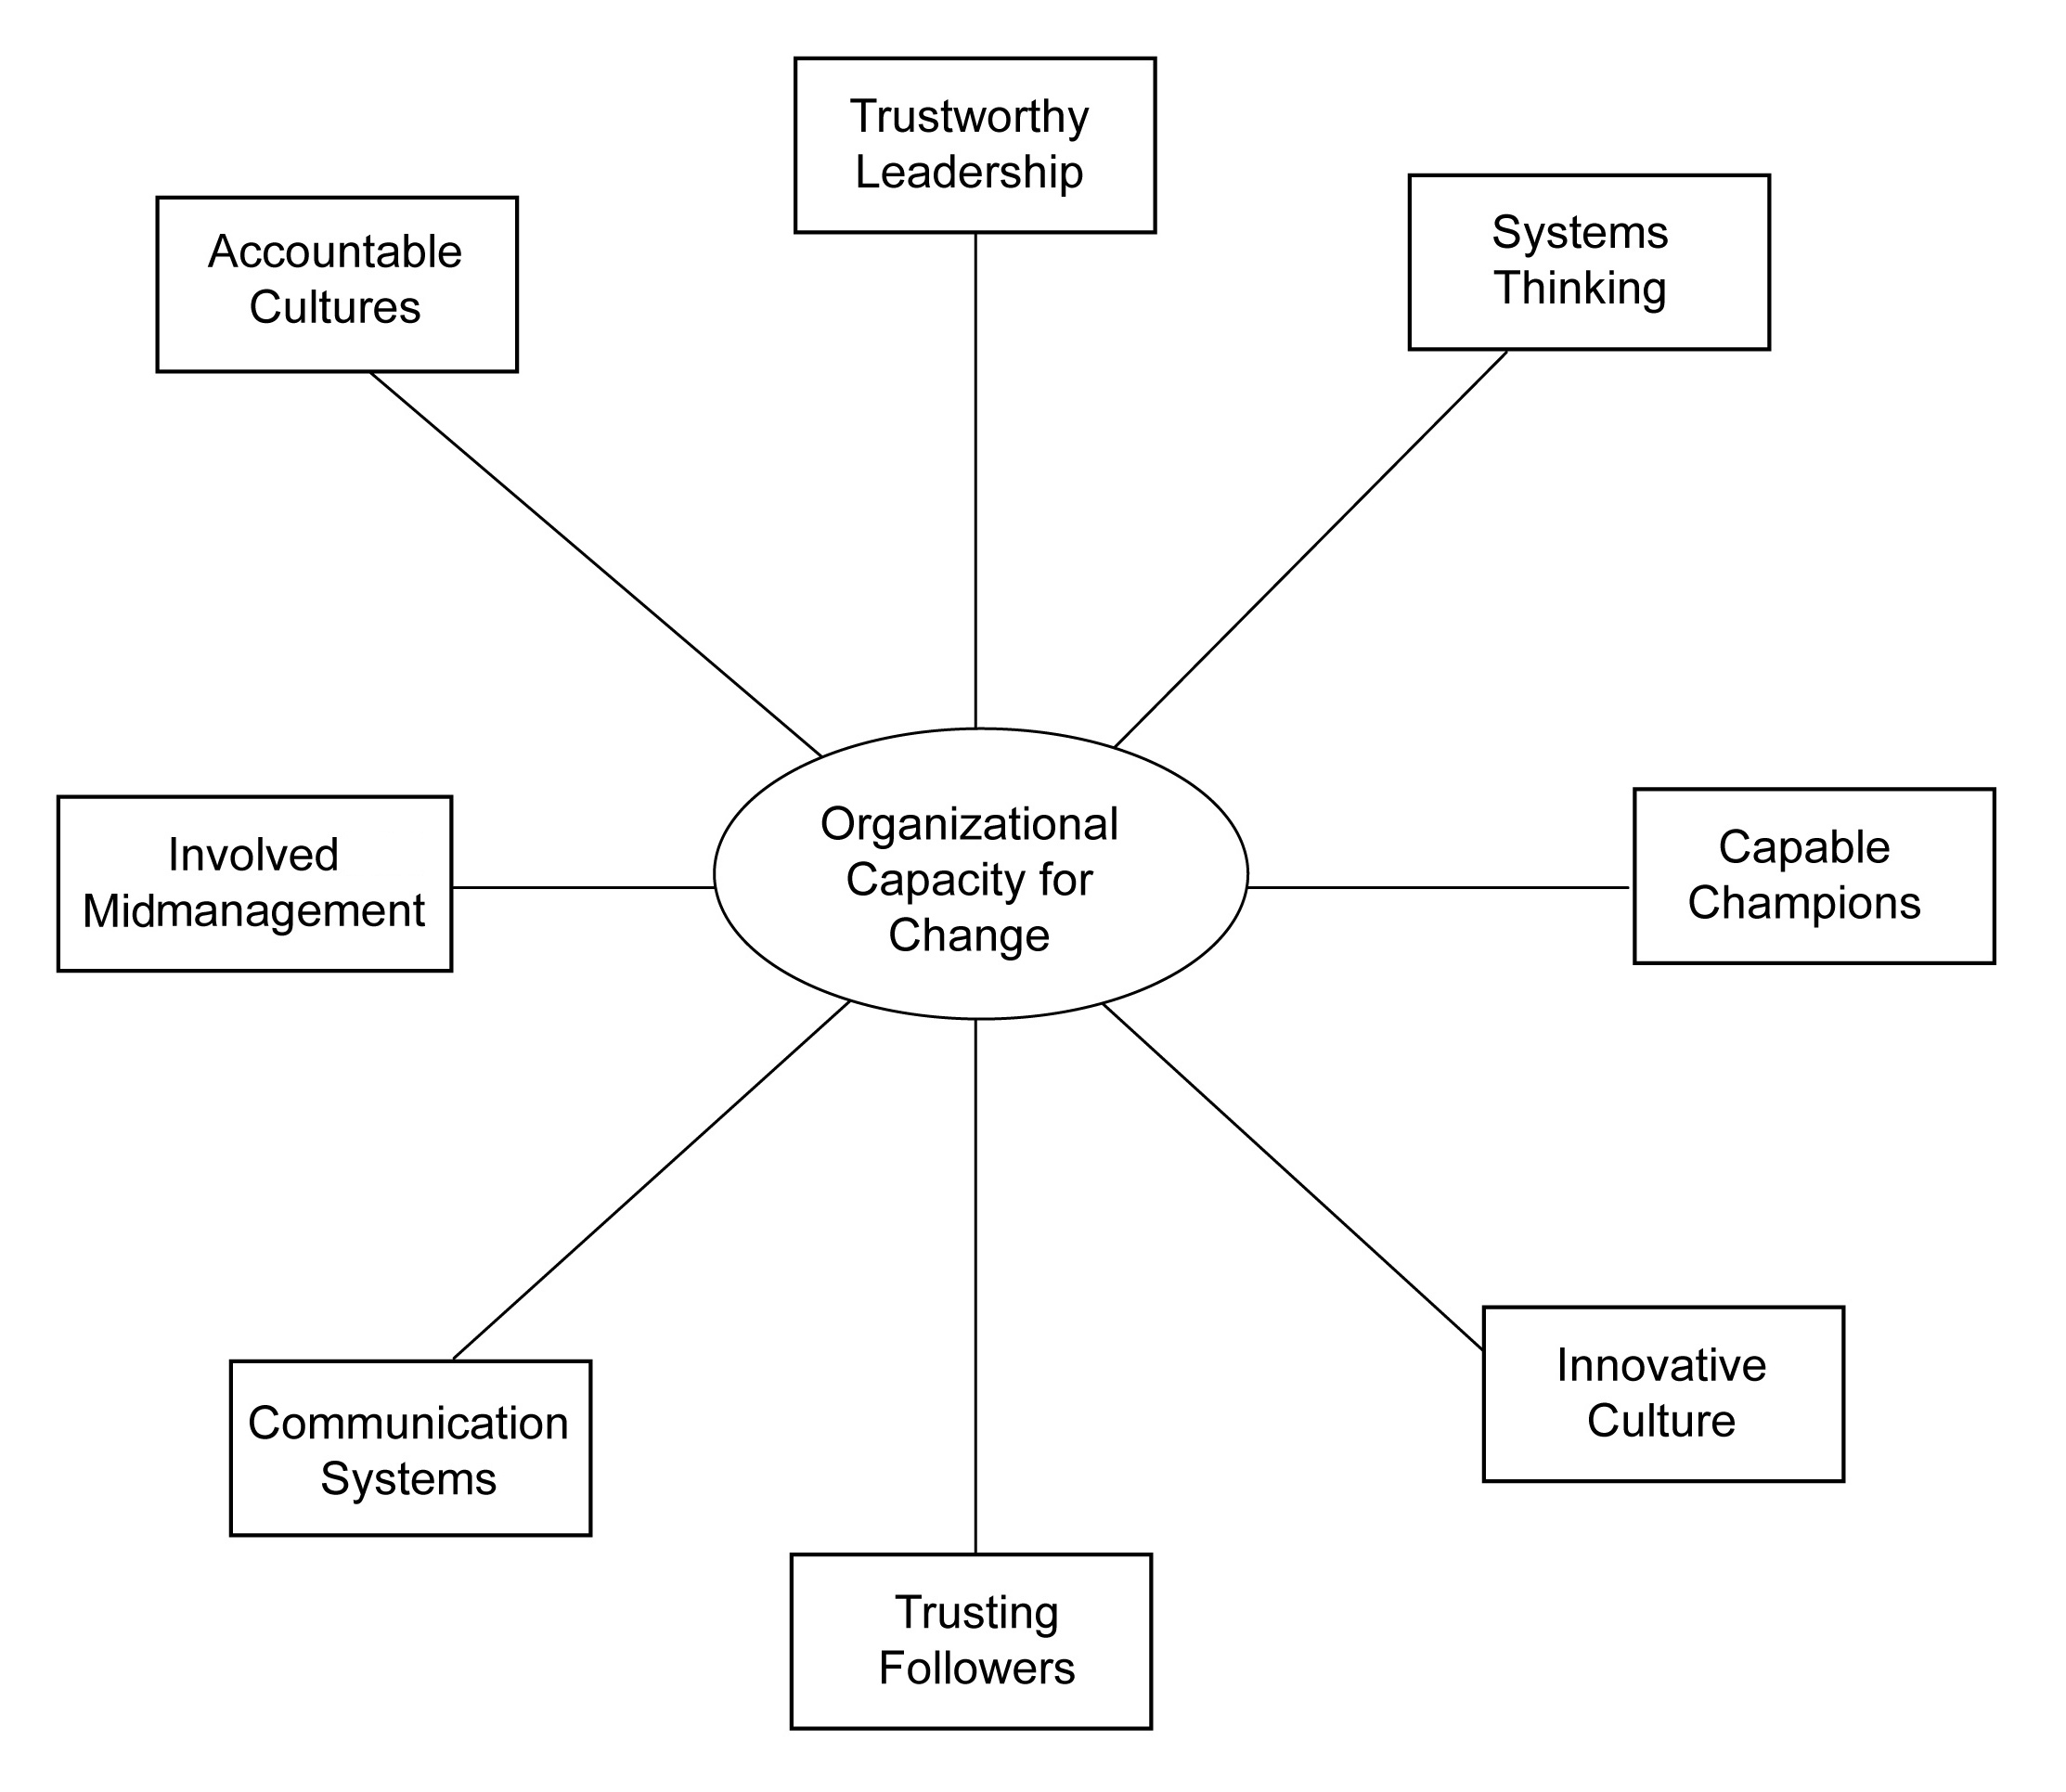 Trustworthy
Leadership
Accountable
Cultures
Systems
Thinking
Organizational
Capacity for
Change
Involved
Midmanagement
Capable
Champions
Communication
Systems
Innovative
Culture
Trusting
Followers